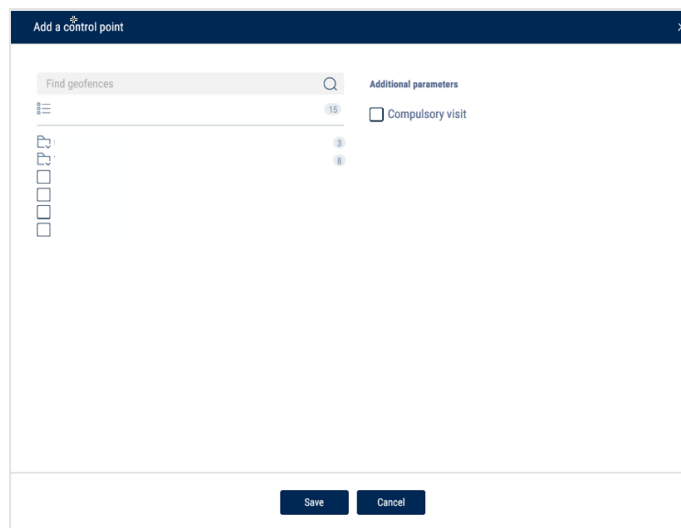 Add a control point
Find geofences
15
3
8
Additional parameters
Compulsory visit
Save
Cancel